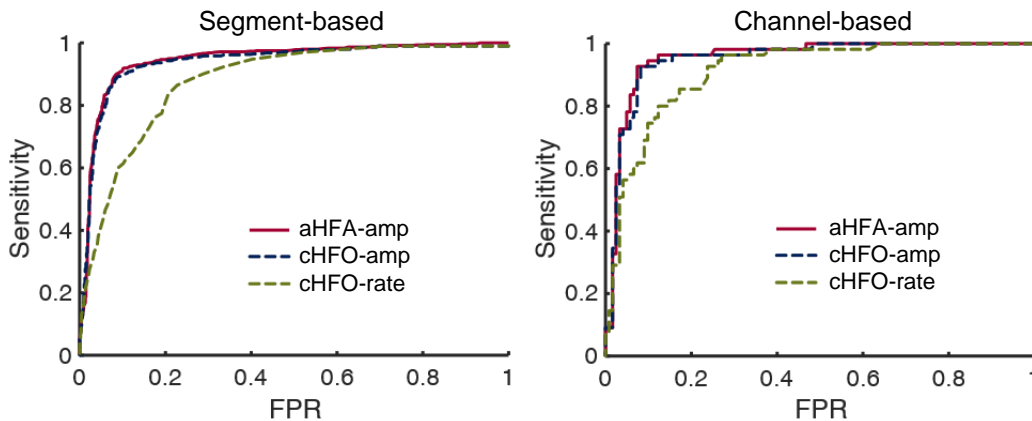 Segment-based
1
0.8
0.6
0.4
0.2
0
Sensitivity
aHFA-amp
cHFO-amp
cHFO-rate
0 0.2 0.4 0.6 0.8 1
FPR
Channel-based
1
0.8
0.6
0.4
0.2
0
Sensitivity
aHFA-amp
cHFO-amp
cHFO-rate
0 0.2 0.4 0.6 0.8 1
FPR